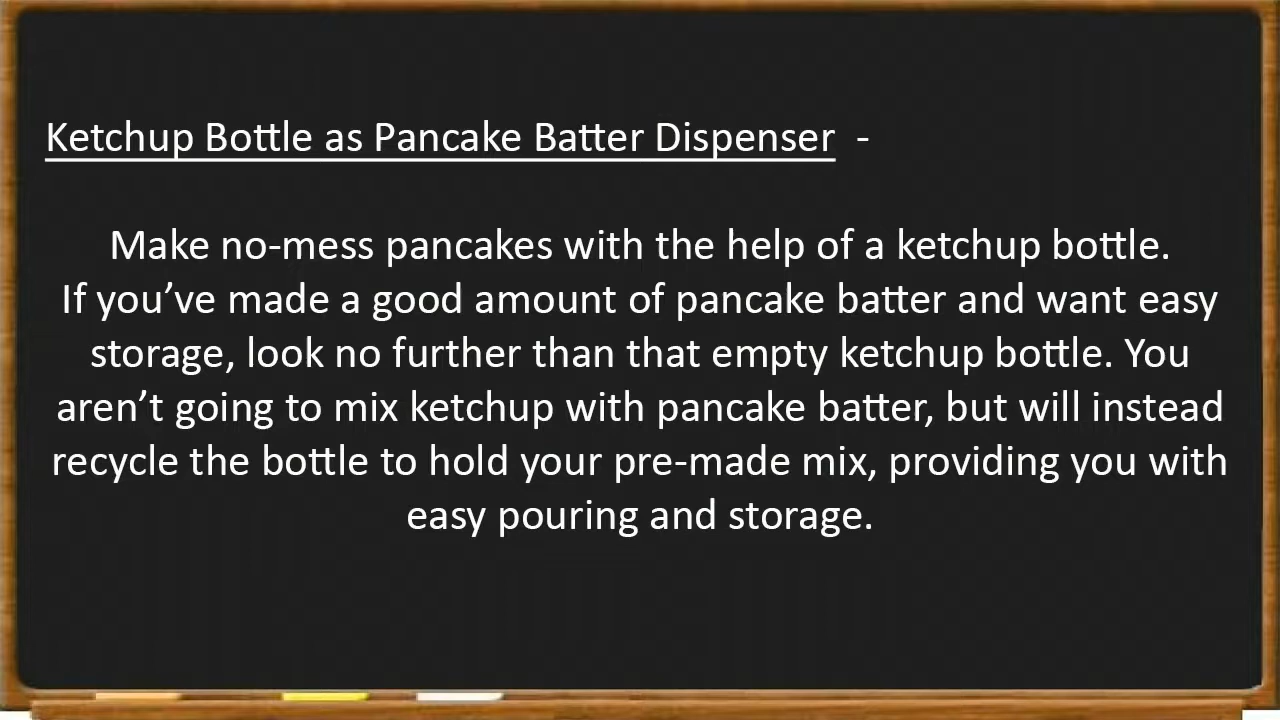 Ketchup Bottle as Pancake Batter Dispenser -
Make no-mess pancakes with the help of a ketchup bottle.
If you’ve made a good amount of pancake batter and want easy
storage, look no further than that empty ketchup bottle. You
aren’t going to mix ketchup with pancake batter, but will instead
recycle the bottle to hold your pre-made mix, providing you with
easy pouring and storage.